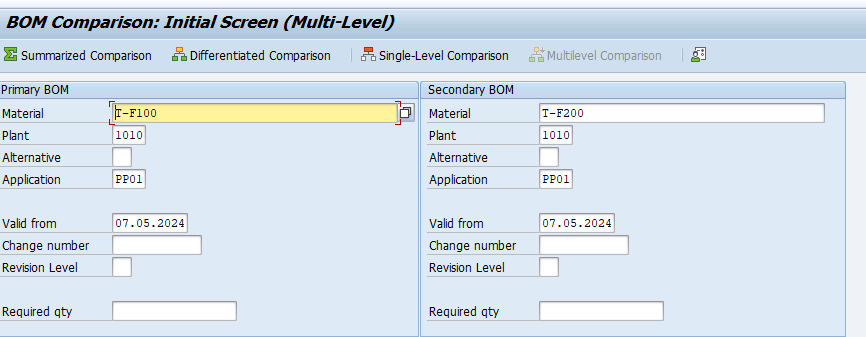 BOM Comparison: Initial Screen (Multi-Level)
Summarized Comparison Differentiated Comparison Single-Level Comparison Multilevel Comparison
Primary BOM
Material T-F100
Plant 1010
Alternative
Application PP01
Valid from 07.05.2024
Change number
Revision Level
Required qty
Secondary BOM
Material T-F200
Plant 1010
Alternative
Application PP01
Valid from 07.05.2024
Change number
Revision Level
Required qty